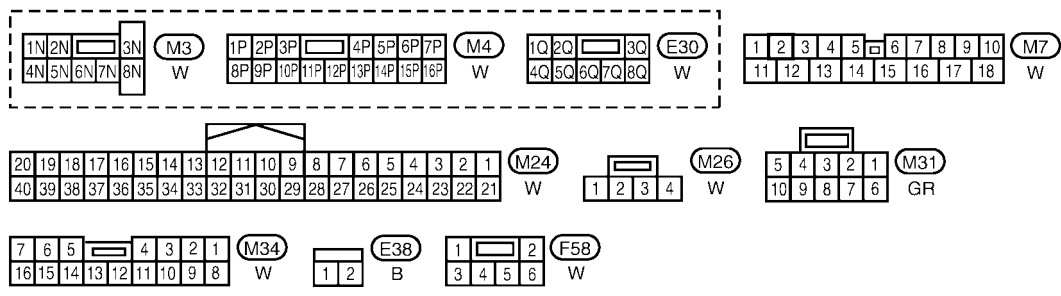 1N 2N 3N M3
4N 5N 6N 7N 8N W
1P 2P 3P 4P 5P 6P 7P M4
8P 9P 10P 11P 12P 13P 14P 15P 16P W
1Q 2Q 3Q E30
4Q 5Q 6Q 7Q 8Q W
1 2 3 4 5 6 7 8 9 10 M7
11 12 13 14 15 16 17 18 W
20 19 18 17 16 15 14 13 12 11 10 9 8 7 6 5 4 3 2 1 M24
40 39 38 37 36 35 34 33 32 31 30 29 28 27 26 25 24 23 22 21 W
M26
1 2 3 4 W
5 4 3 2 1 M31
10 9 8 7 6 GR
7 6 5 4 3 2 1 M34
16 15 14 13 12 11 10 9 8 W
E38
1 2 B
1 2 F58
3 4 5 6 W